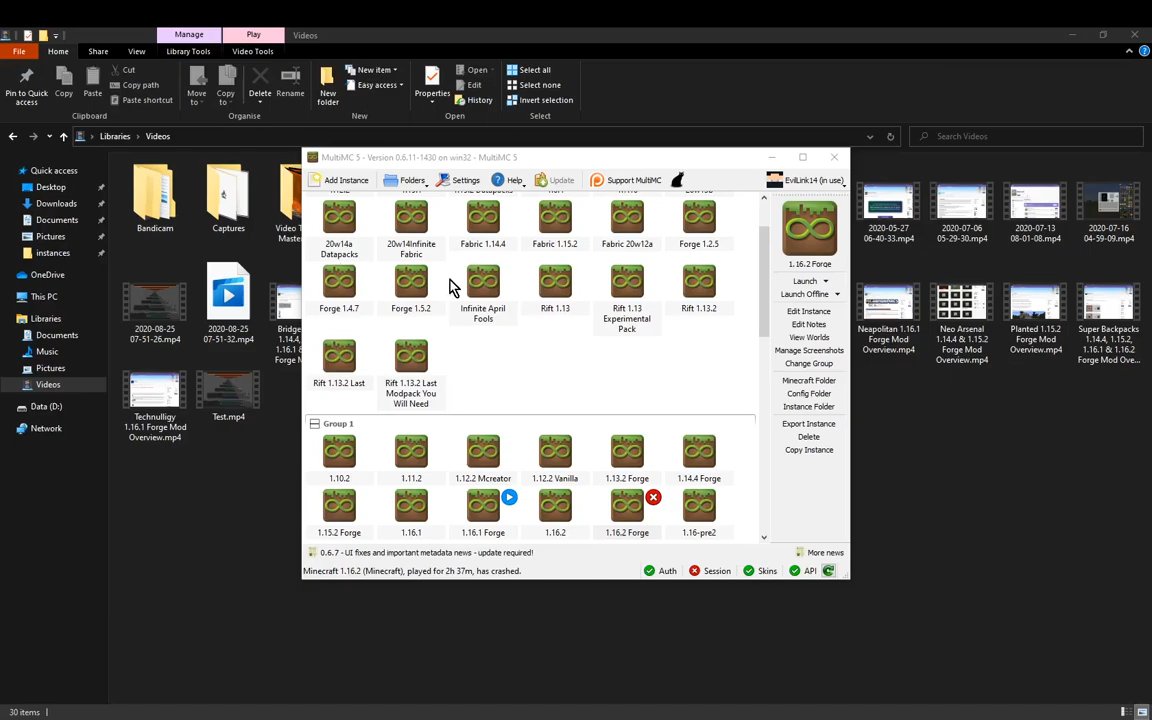 Manage
Play
Videos
File
Home
Share
View
Library Tools
Video Tools
Pin to Quick
access
Copy
Paste
Cut
Copy path
Paste shortcut
Clipboard
Move
to
Copy
to
Delete
Rename
Organise
New
folder
New item
Easy access
New
Properties
Open
Edit
History
Open
Select all
Select none
Invert selection
Select
Libraries > Videos
Search Videos
Quick access
Desktop
Downloads
Documents
Pictures
instances
OneDrive
This PC
Libraries
Documents
Music
Pictures
Videos
Data (D:)
Network
Bandicam
Captures
Video T
Master
2020-08-25
07-51-26.mp4
2020-08-25
07-51-32.mp4
Bridge
1.14.4,
1.16.1 &
Forge M
Technulligy
1.16.1 Forge Mod
Overview.mp4
Test.mp4
2020-05-27
06-40-33.mp4
2020-07-06
05-29-30.mp4
2020-07-13
08-01-08.mp4
2020-07-16
04-59-09.mp4
Neapolitan 1.16.1
Forge Mod
Overview.mp4
Neo Arsenal
1.14.4 & 1.15.2
Forge Mod
Overview.mp4
Planted 1.15.2
Forge Mod
Overview.mp4
Super Backpacks
1.14.4, 1.15.2,
1.16.1 & 1.16.2
Forge Mod Ove...
MultiMC 5 - Version 0.6.11-1430 on win32 - MultiMC 5
Add Instance
Folders
Settings
Help
Update
Support MultiMC
EvilLink14 (in use)
20w14a
Datapacks
20w14Infinite
Fabric
Fabric 1.14.4
Fabric 1.15.2
Fabric 20w12a
Forge 1.2.5
Forge 1.4.7
Forge 1.5.2
Infinite April
Fools
Rift 1.13
Rift 1.13
Experimental
Pack
Rift 1.13.2
Rift 1.13.2 Last
Rift 1.13.2 Last
Modpack You
Will Need
Group 1
1.10.2
1.11.2
1.12.2 Mcreator
1.12.2 Vanilla
1.13.2 Forge
1.14.4 Forge
1.15.2 Forge
1.16.1
1.16.1 Forge
1.16.2
1.16.2 Forge
1.16-pre2
1.16.2 Forge
Launch
Launch Offline
Edit Instance
Edit Notes
View Worlds
Manage Screenshots
Change Group
Minecraft Folder
Config Folder
Instance Folder
Export Instance
Delete
Copy Instance
0.6.7 - UI fixes and important metadata news - update required!
More news
Minecraft 1.16.2 (Minecraft), played for 2h 37m, has crashed.
Auth
Session
Skins
API
30 items